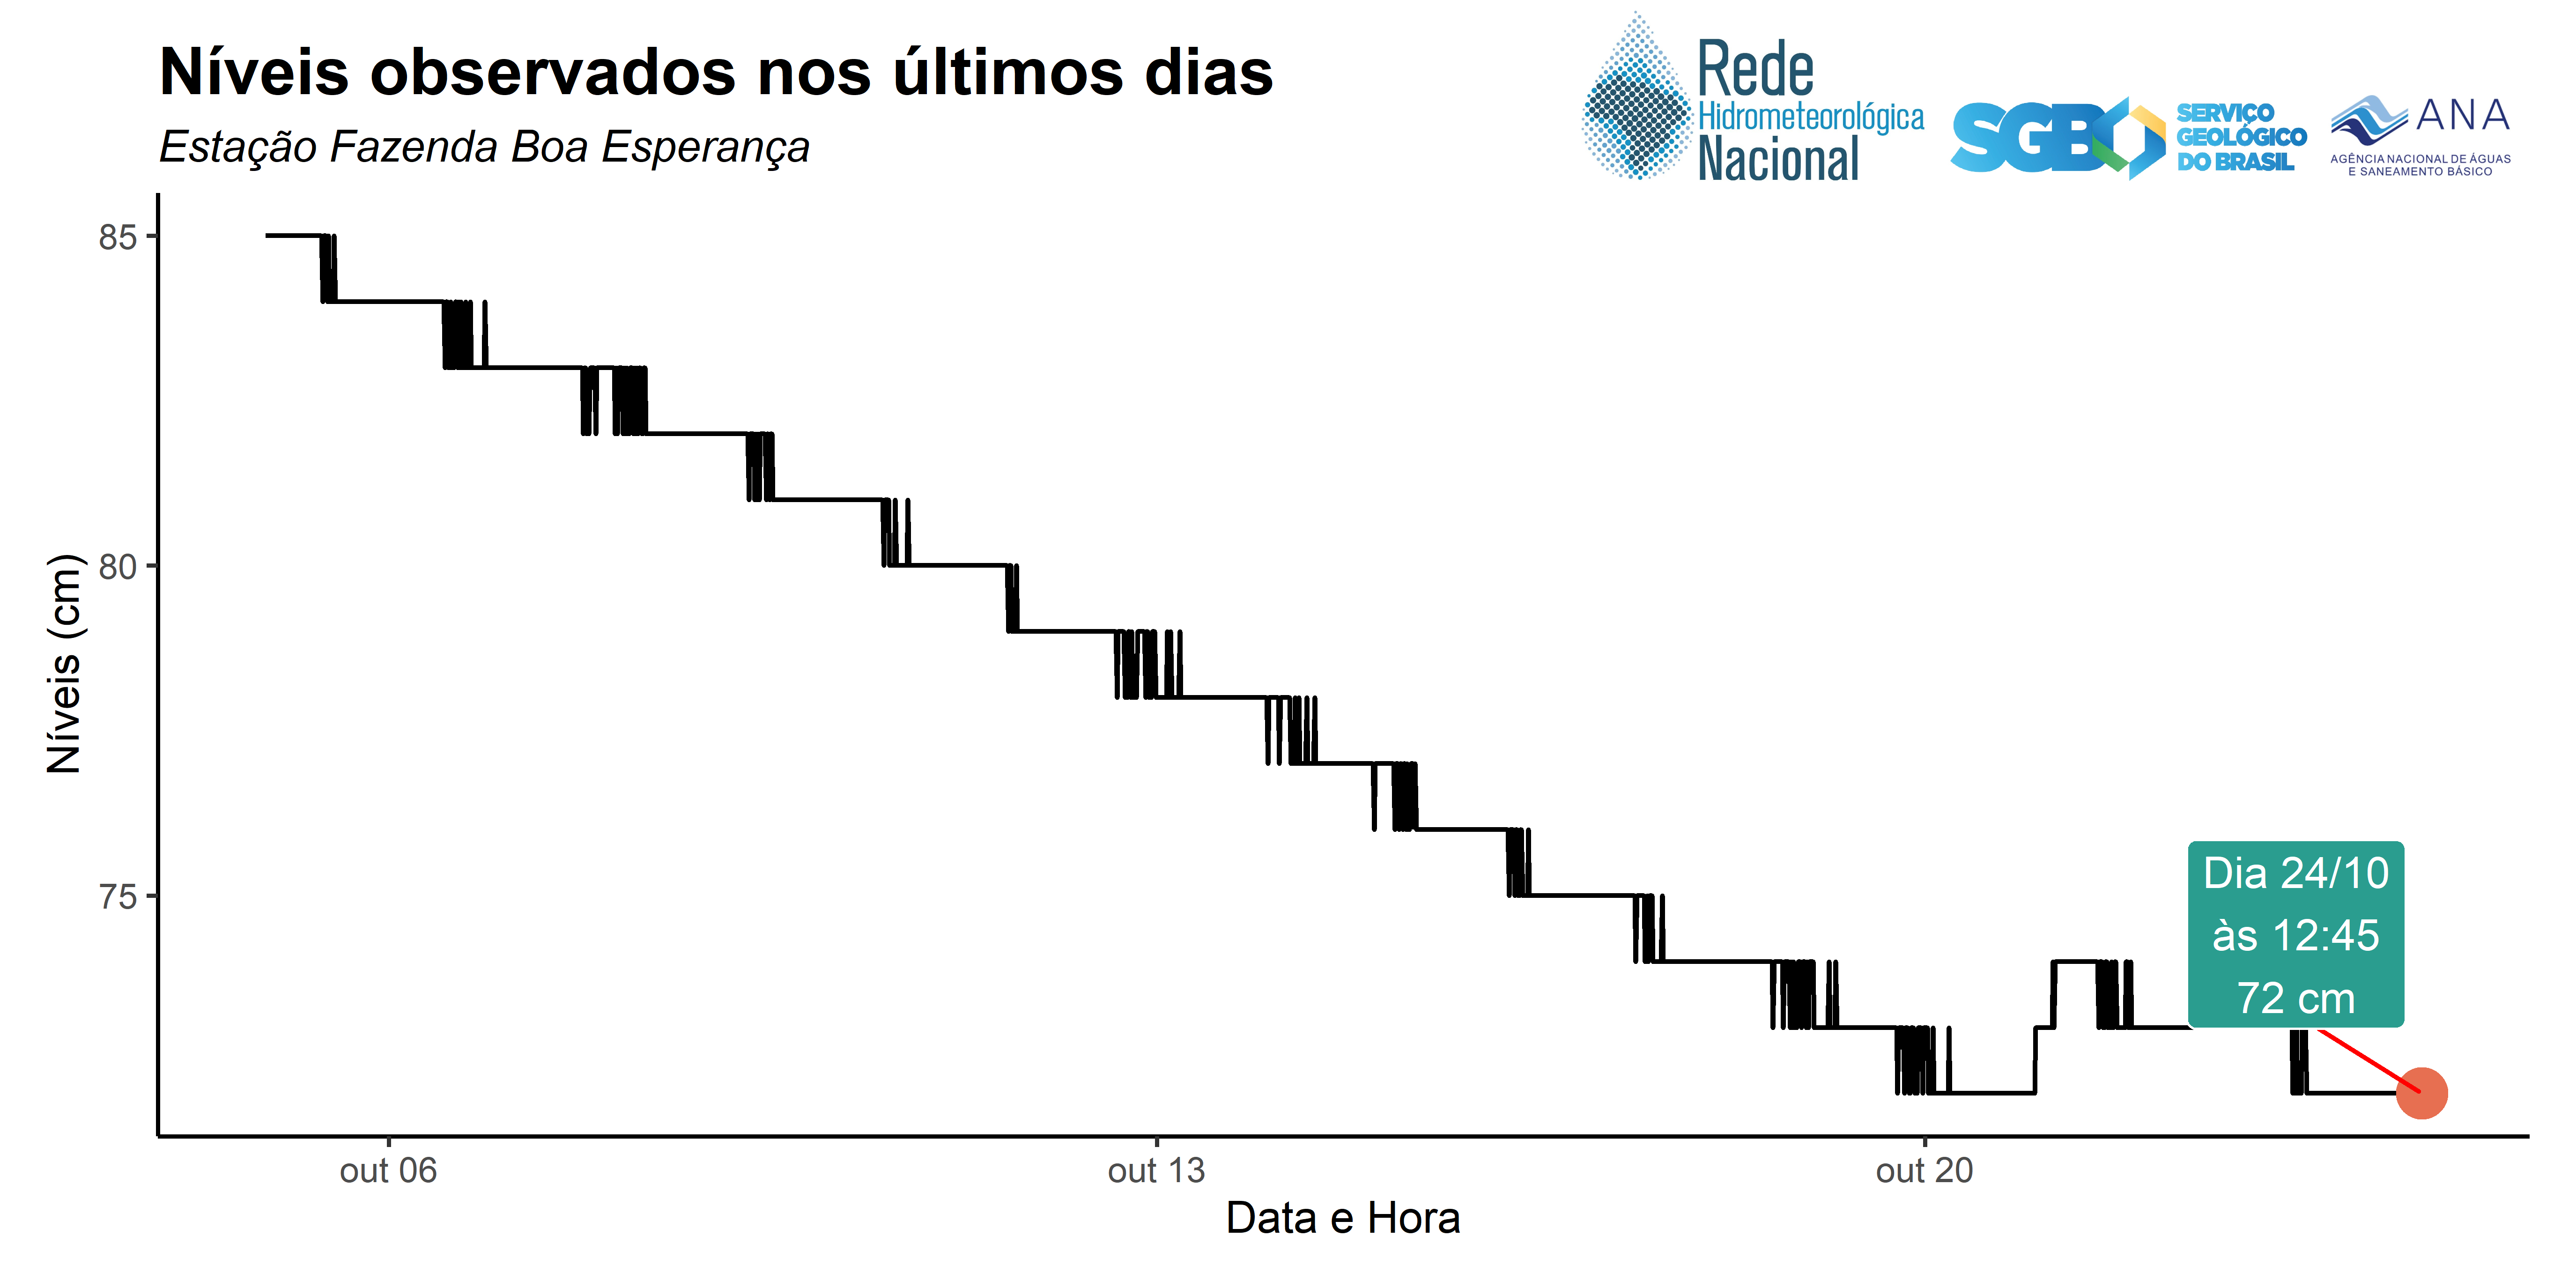 Níveis observados nos últimos dias
Estação Fazenda Boa Esperança
Rede
Hidrometeorológica
Nacional
SGB
SERVIÇO
GEOLÓGICO
DO BRASIL
ANA
AGÊNCIA NACIONAL DE ÁGUAS
E SANEAMENTO BÁSICO
Níveis (cm)
85
80
75
Dia 24/10
às 12:45
72 cm
out 06
out 13
out 20
Data e Hora